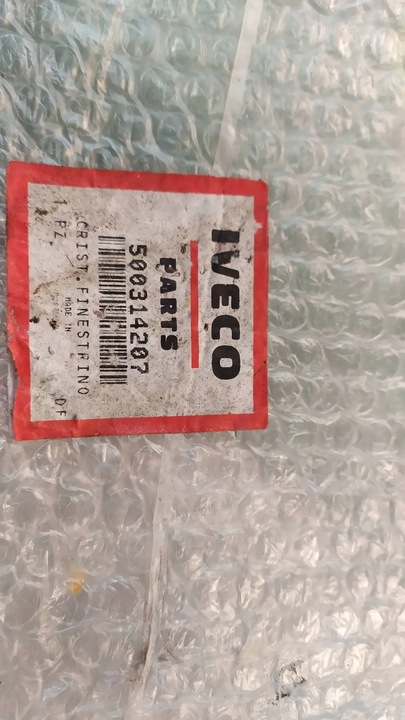 IVECO
PARTS
500314207
CRIST.FINESTRINO
MADE IN
1 PZ